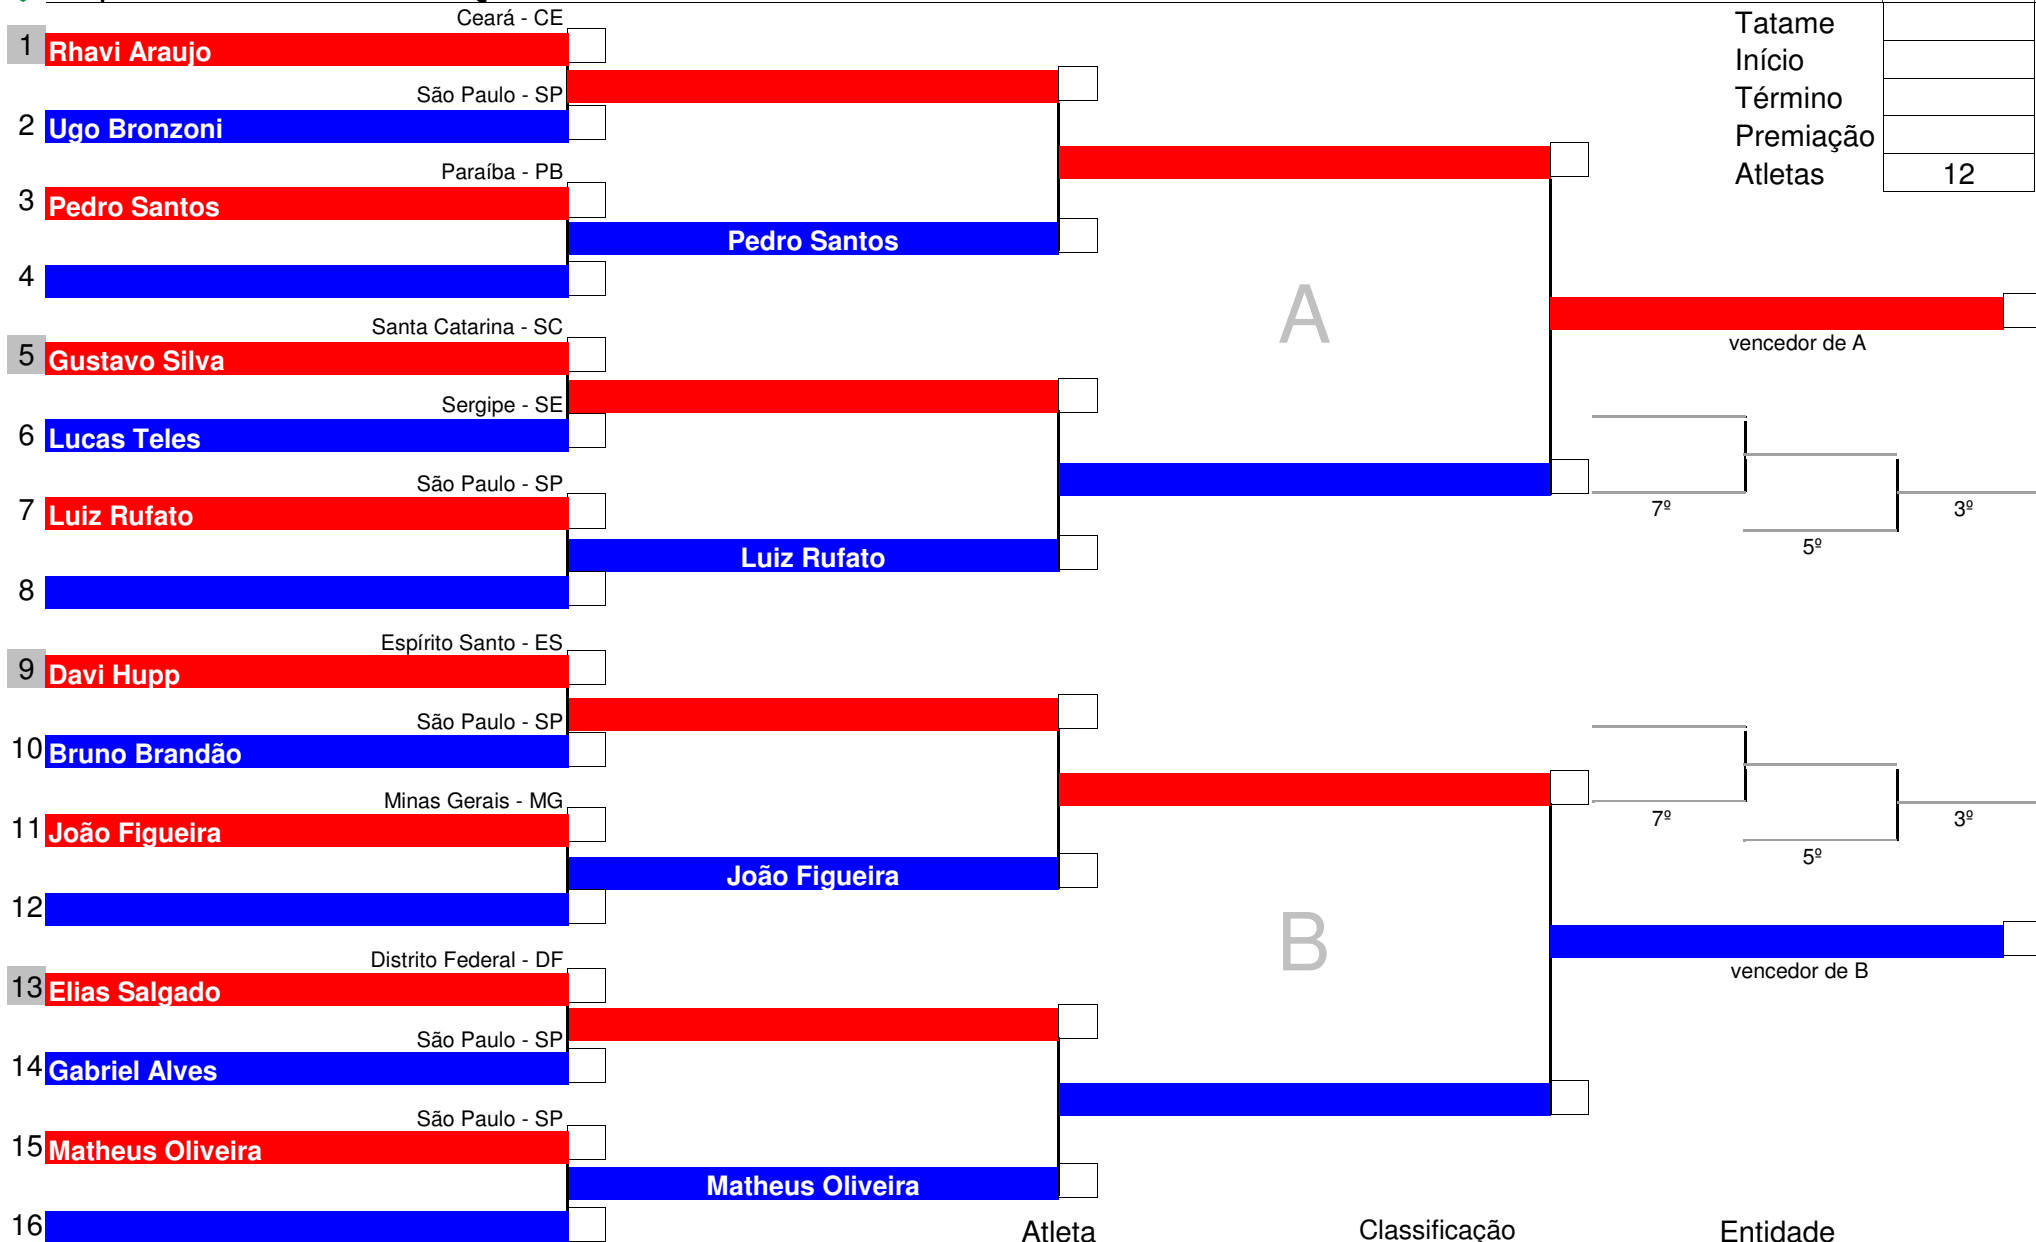 Ceará - CE
1 Rhavi Araujo
São Paulo - SP
2 Ugo Bronzoni
Paraíba - PB
3 Pedro Santos
Pedro Santos
4
Santa Catarina - SC
5 Gustavo Silva
Sergipe - SE
6 Lucas Teles
São Paulo - SP
7 Luiz Rufato
Luiz Rufato
8
Espírito Santo - ES
9 Davi Hupp
São Paulo - SP
10 Bruno Brandão
Minas Gerais - MG
11 João Figueira
João Figueira
12
Distrito Federal - DF
13 Elias Salgado
São Paulo - SP
14 Gabriel Alves
São Paulo - SP
15 Matheus Oliveira
Matheus Oliveira
16
A
B
Tatame
Início
Término
Premiação
Atletas 12
vencedor de A
7º
5º
3º
7º
5º
3º
vencedor de B
Atleta Classificação Entidade